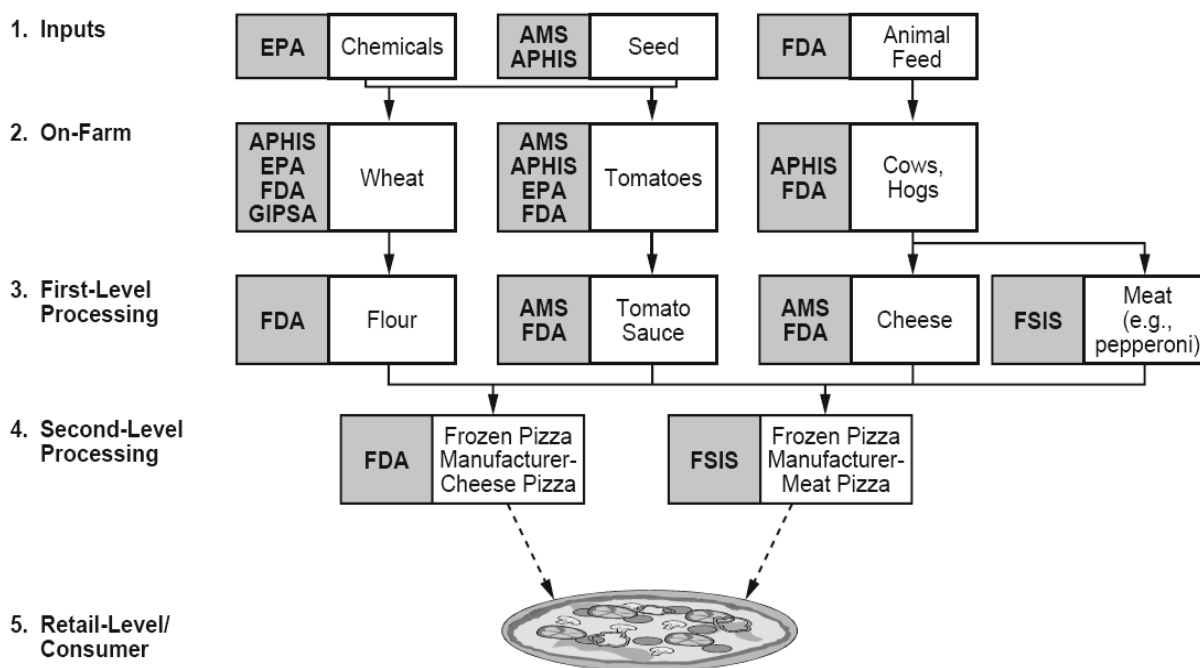 1. Inputs
EPA
Chemicals
AMS
APHIS
Seed
FDA
Animal
Feed
2. On-Farm
APHIS
EPA
FDA
GIPSA
Wheat
AMS
APHIS
EPA
FDA
Tomatoes
APHIS
FDA
Cows,
Hogs
3. First-Level
Processing
FDA
Flour
AMS
FDA
Tomato
Sauce
AMS
FDA
Cheese
FSIS
Meat
(e.g.,
pepperoni)
4. Second-Level
Processing
FDA
Frozen Pizza
Manufacturer-
Cheese Pizza
FSIS
Frozen Pizza
Manufacturer-
Meat Pizza
5. Retail-Level/
Consumer